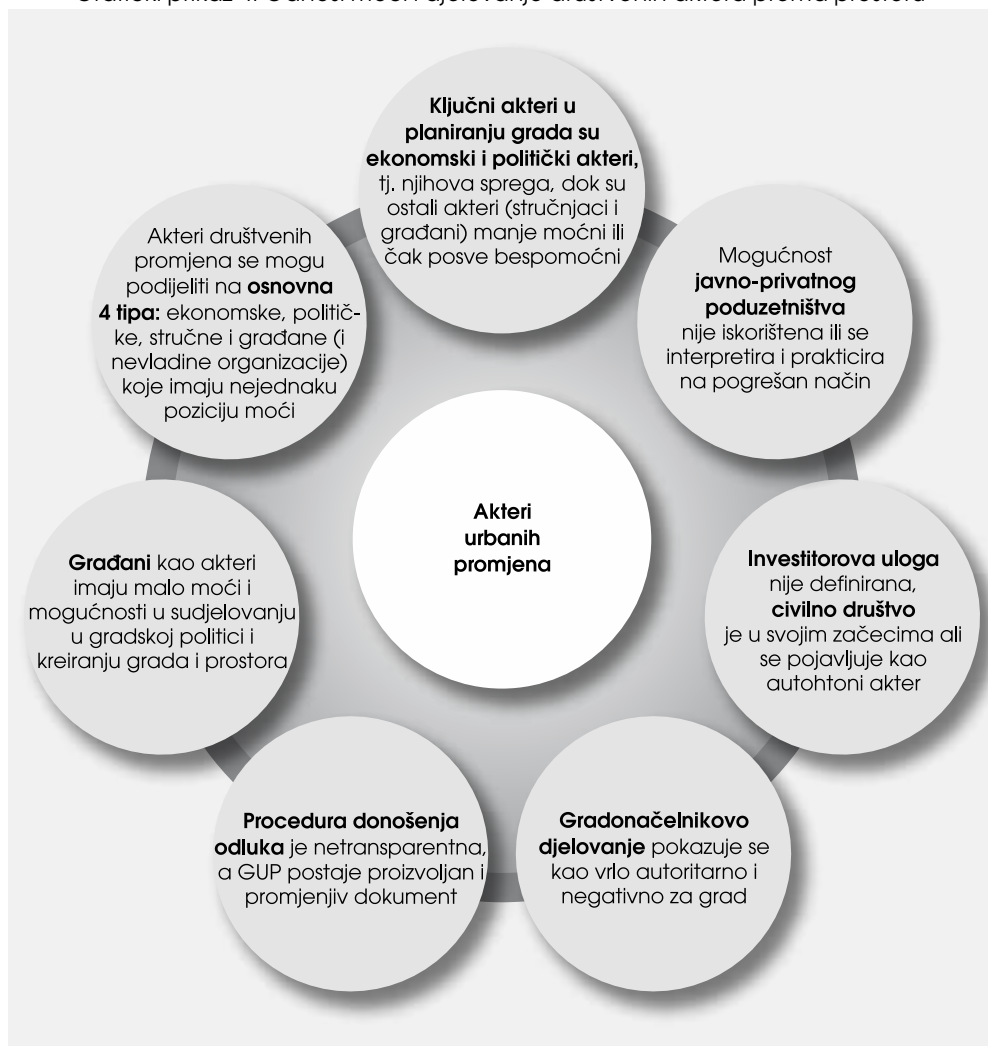 Ključni akteri u
planiranju grada su
ekonomski i politički akteri,
tj. njihova sprega, dok su
ostali akteri (stručnjaci i
građani) manje moćni ili
čak posve bespomoćni
Mogućnost
javno-privatnog
poduzetništva
nije iskorištena ili se
interpretira i prakticira
na pogrešan način
Investitorova uloga
nije definirana,
civilno društvo
je u svojim začecima ali
se pojavljuje kao
autohtoni akter
Gradonačelnikovo
djelovanje pokazuje se
kao vrlo autoritarno i
negativno za grad
Procedura donošenja
odluka je netransparentna,
a GUP postaje proizvoljan i
promjenjiv dokument
Građani kao akteri
imaju malo moći i
mogućnosti u sudjelovanju
u gradskoj politici i
kreiranju grada i prostora
Akteri društvenih
promjena se mogu
podijeliti na osnovna
4 tipa: ekonomske, politič-
ke, stručne i građane (i
nevladine organizacije)
koje imaju nejednaku
poziciju moći
Akteri
urbanih
promjena